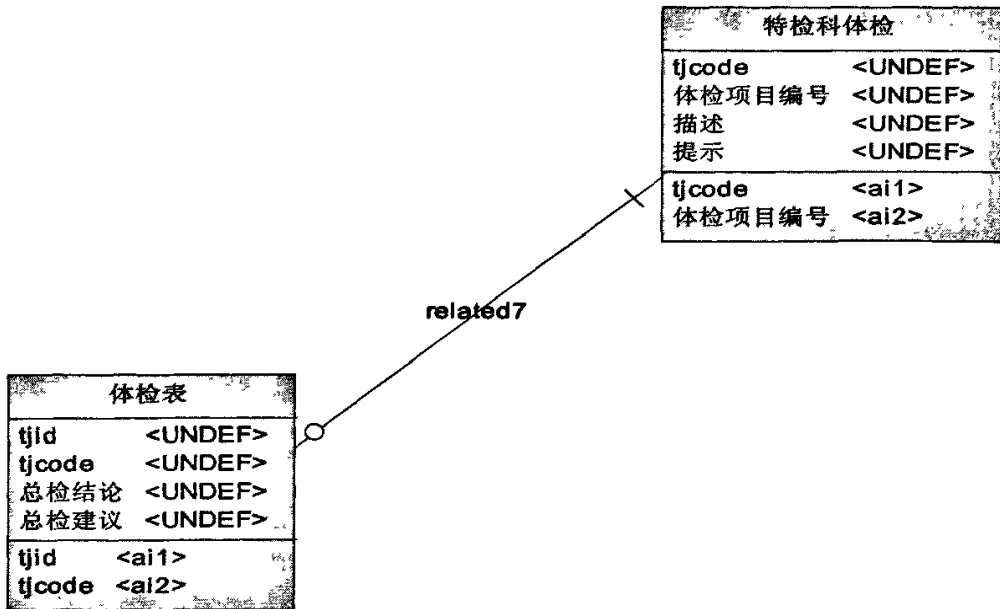 特检科体检
tjcode <UNDEF>
体检项目编号 <UNDEF>
描述 <UNDEF>
提示 <UNDEF>
tjcode <ai1>
体检项目编号 <ai2>
related7
体检表
tjid <UNDEF>
tjcode <UNDEF>
总检结论 <UNDEF>
总检建议 <UNDEF>
tjid <ai1>
tjcode <ai2>